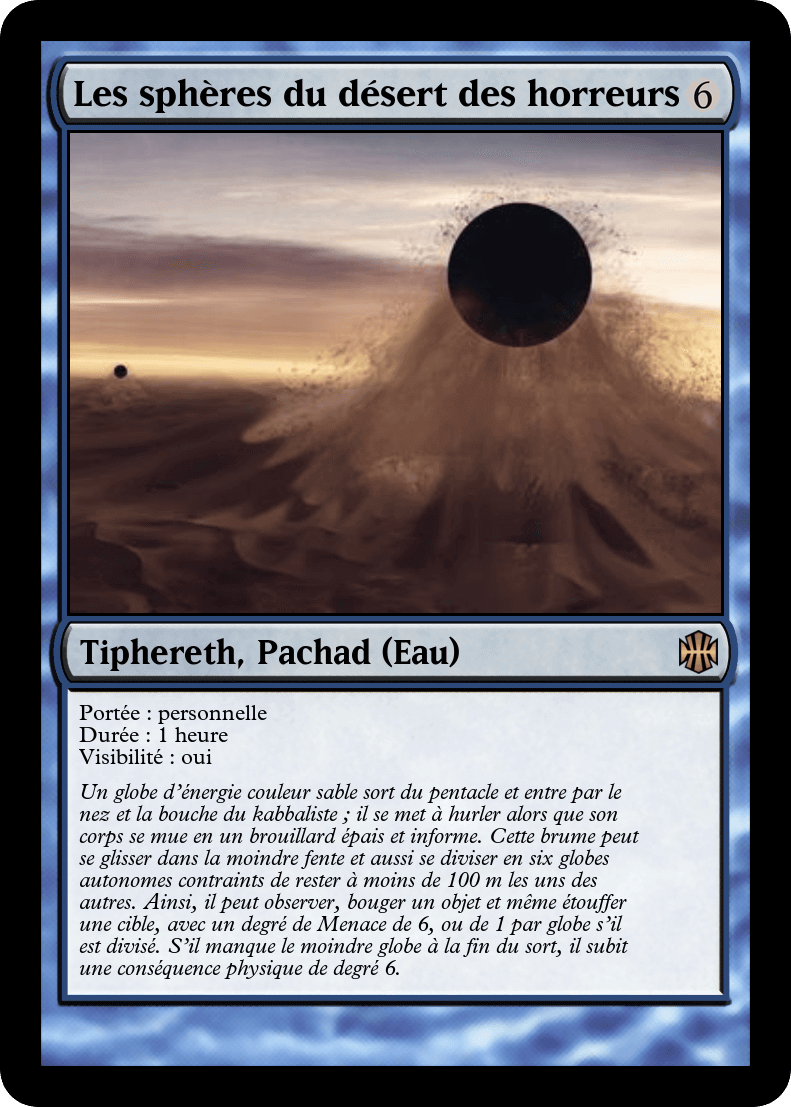 Les sphères du désert des horreurs 6
Tiphereth, Pachad (Eau)
Portée : personnelle
Durée : 1 heure
Visibilité : oui
Un globe d'énergie couleur sable sort du pentacle et entre par le
nez et la bouche du kabbaliste ; il se met à hurler alors que son
corps se mue en un brouillard épais et informe. Cette brume peut
se glisser dans la moindre fente et aussi se diviser en six globes
autonomes contraints de rester à moins de 100 m les uns des
autres. Ainsi, il peut observer, bouger un objet et même étouffer
une cible, avec un degré de Menace de 6, ou de 1 par globe s'il
est divisé. S'il manque le moindre globe à la fin du sort, il subit
une conséquence physique de degré 6.